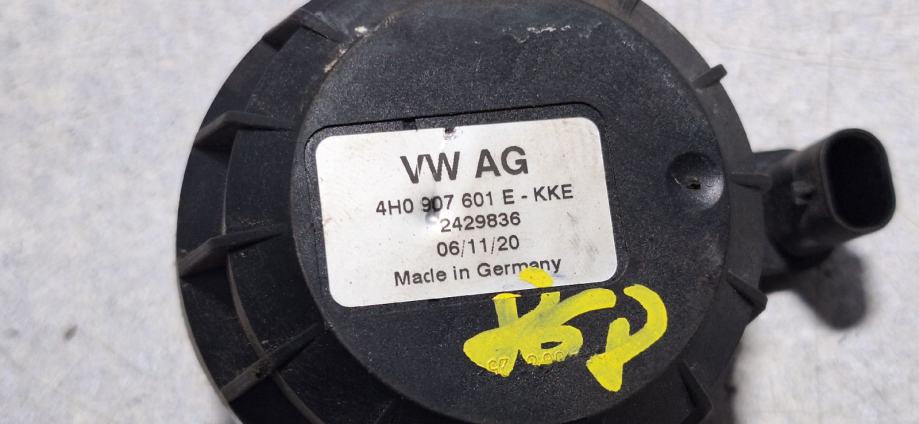 VW AG
4H0 907 601 E - KKE
2429836
06/11/20
Made in Germany